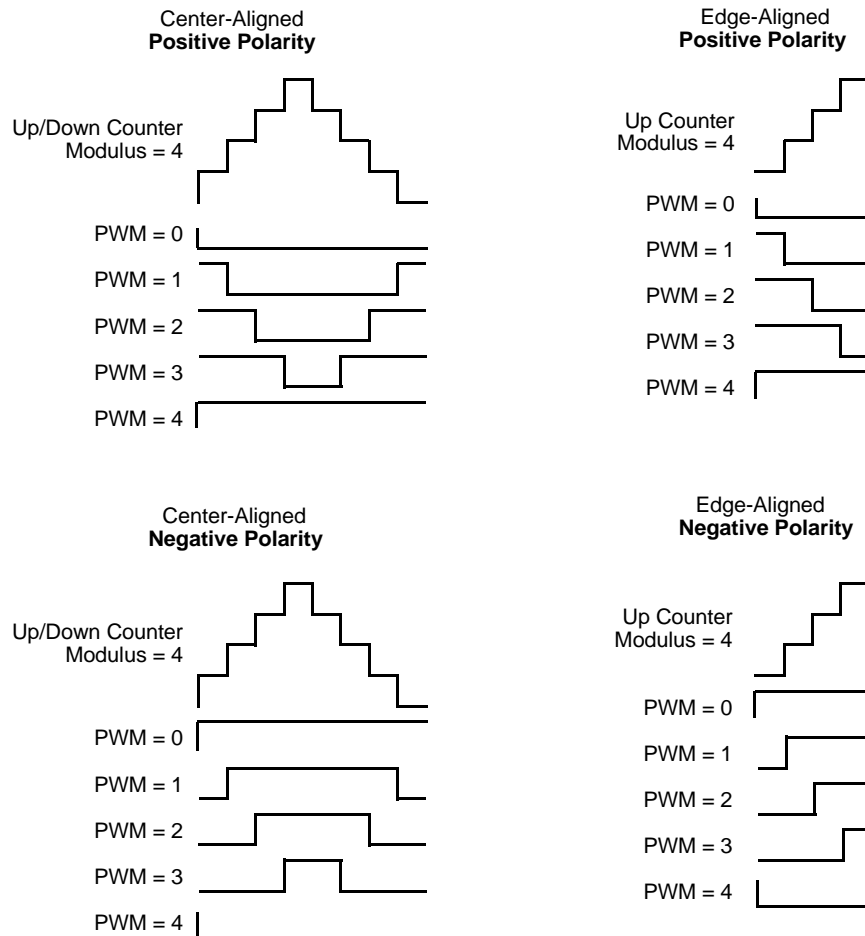 Center-Aligned
Positive Polarity
Up/Down Counter
Modulus = 4
PWM = 0
PWM = 1
PWM = 2
PWM = 3
PWM = 4
Edge-Aligned
Positive Polarity
Up Counter
Modulus = 4
PWM = 0
PWM = 1
PWM = 2
PWM = 3
PWM = 4
Center-Aligned
Negative Polarity
Up/Down Counter
Modulus = 4
PWM = 0
PWM = 1
PWM = 2
PWM = 3
PWM = 4
Edge-Aligned
Negative Polarity
Up Counter
Modulus = 4
PWM = 0
PWM = 1
PWM = 2
PWM = 3
PWM = 4